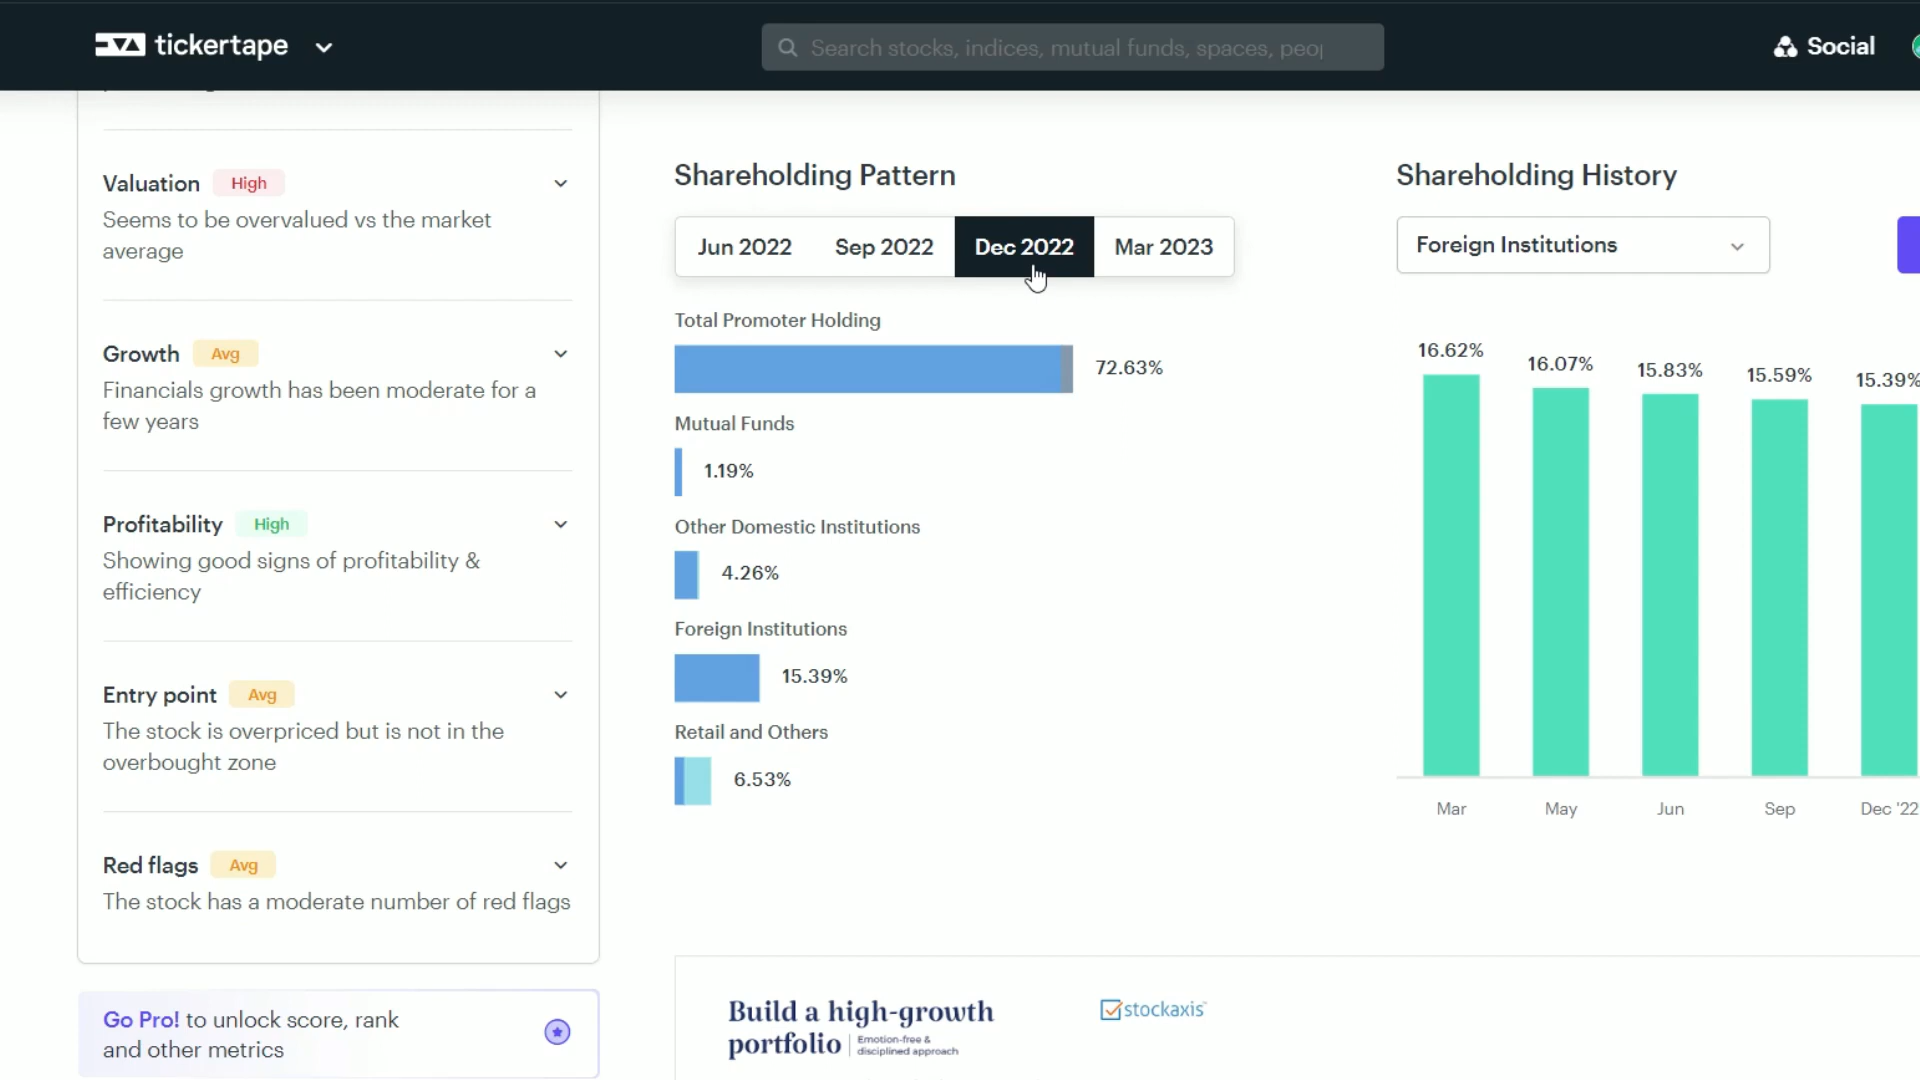 tickertape
Search stocks, indices, mutual funds, spaces,
Social
Valuation High
Seems to be overvalued vs the market
average
Growth Avg
Financials growth has been moderate for a
few years
Profitability High
Showing good signs of profitability &
efficiency
Entry point Avg
The stock is overpriced but is not in the
overbought zone
Red flags Avg
The stock has a moderate number of red flags
Go Pro! to unlock score, rank
and other metrics
Shareholding Pattern
Jun 2022 Sep 2022 Dec 2022 Mar 2023
Total Promoter Holding
72.63%
Mutual Funds
1.19%
Other Domestic Institutions
4.26%
Foreign Institutions
15.39%
Retail and Others
6.53%
Shareholding History
Foreign Institutions
16.62% 16.07% 15.83% 15.59% 15.39%
Mar May Jun Sep Dec '22
Build a high-growth
portfolio
Emotion-free &
disciplined approach
stockaxis